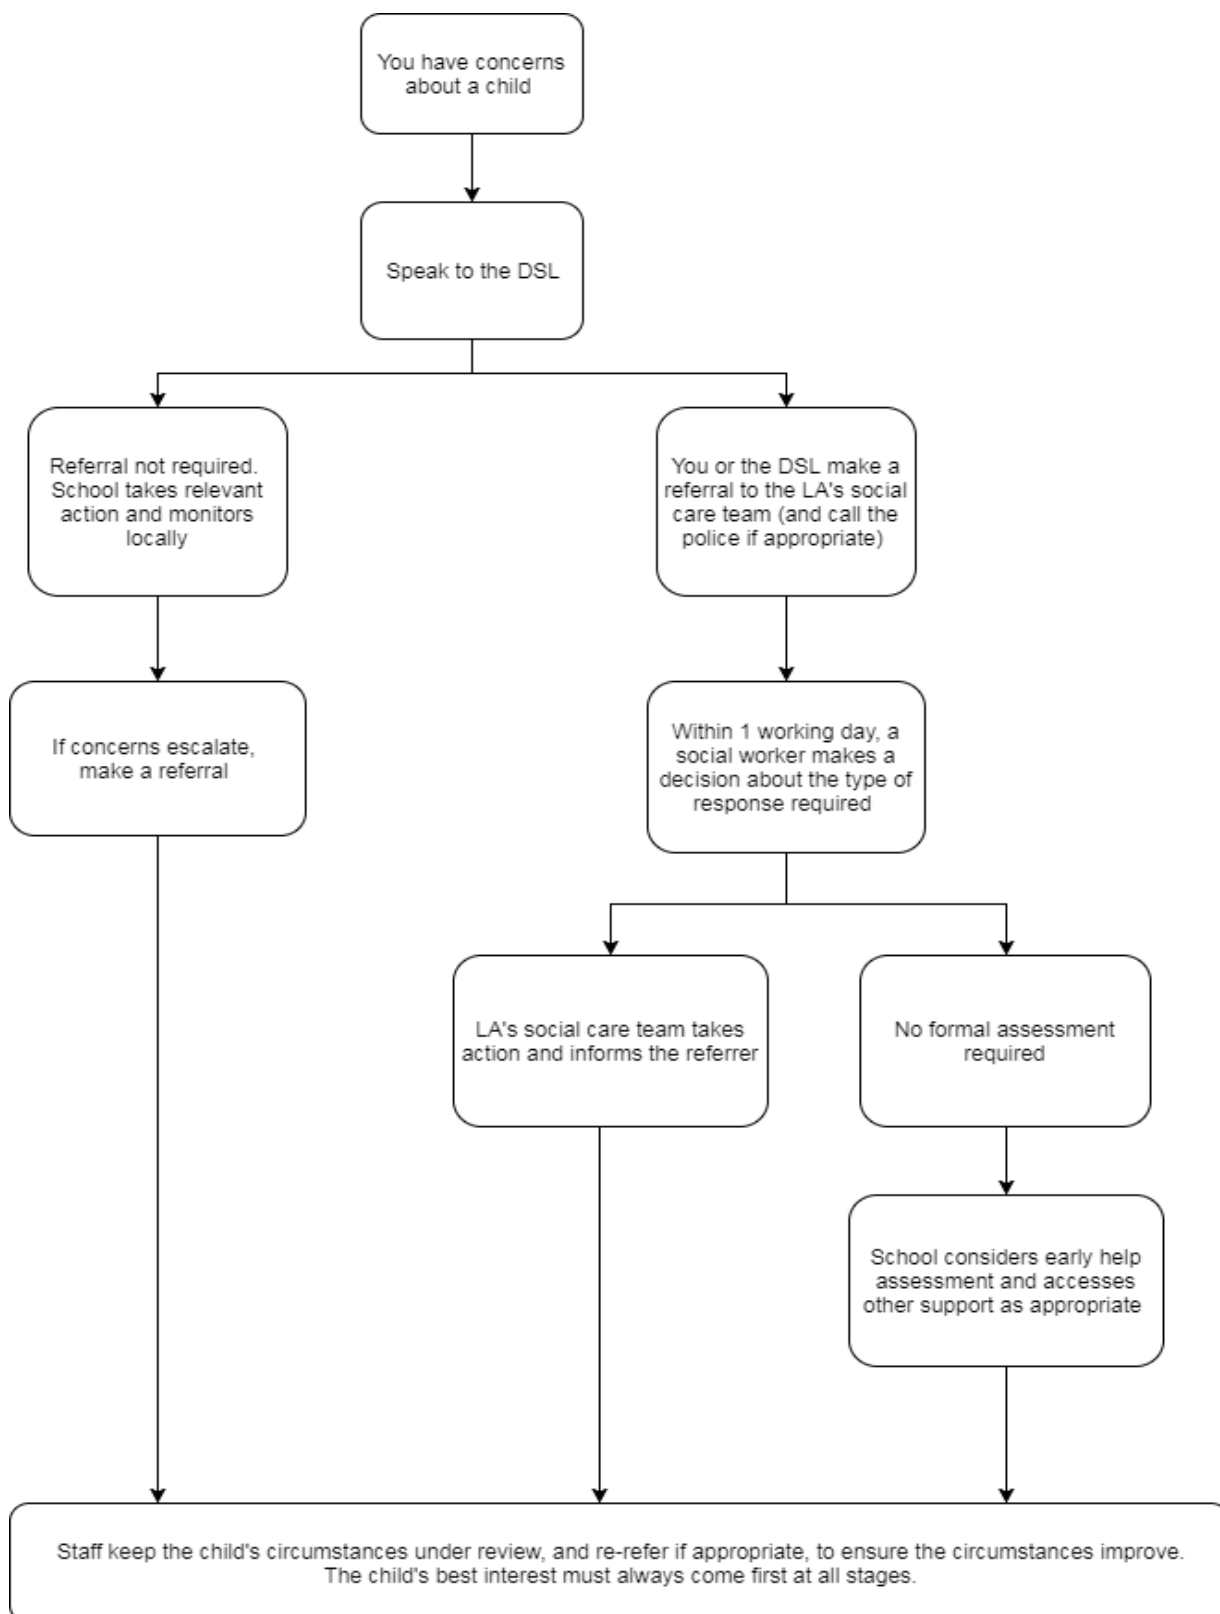 You have concerns
about a child
Speak to the DSL
Referral not required.
School takes relevant
action and monitors
locally
You or the DSL make a
referral to the LA's social
care team (and call the
police if appropriate)
If concerns escalate,
make a referral
Within 1 working day, a
social worker makes a
decision about the type of
response required
LA's social care team takes
action and informs the referrer
No formal assessment
required
School considers early help
assessment and accesses
other support as appropriate
Staff keep the child's circumstances under review, and re-refer if appropriate, to ensure the circumstances improve.
The child's best interest must always come first at all stages.